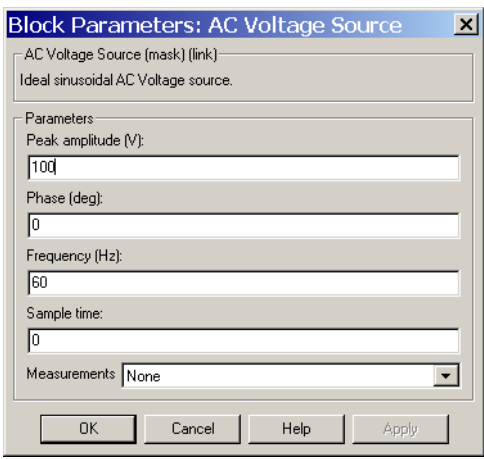 Block Parameters: AC Voltage Source
AC Voltage Source (mask) (link)
Ideal sinusoidal AC Voltage source.
Parameters
Peak amplitude (V):
100
Phase (deg):
0
Frequency (Hz):
60
Sample time:
0
Measurements None
OK Cancel Help Apply